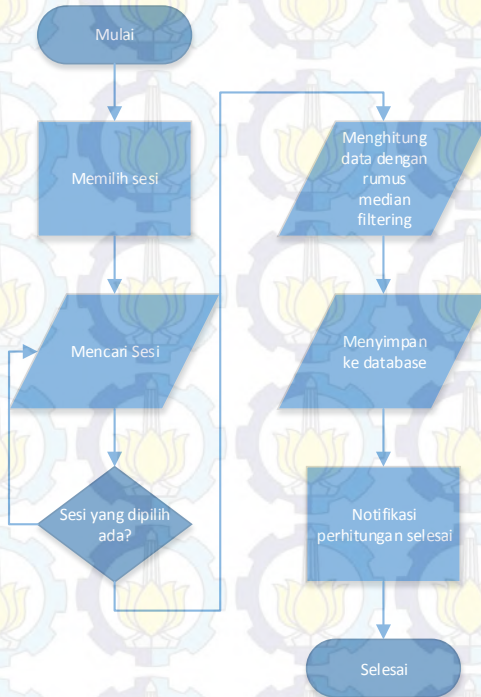 Mulai
Memilih sesi
Mencari Sesi
Sesi yang dipilih
ada?
Menghitung
data dengan
rumus
median
filtering
Menyimpan
ke database
Notifikasi
perhitungan selesai
Selesai